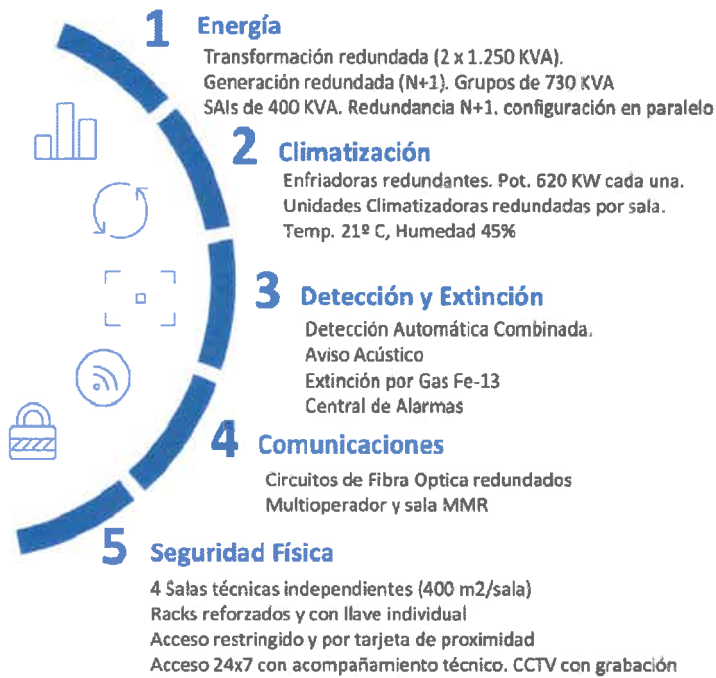 1 Energía
Transformación redundada (2 x 1.250 KVA).
Generación redundada (N+1). Grupos de 730 KVA
SAIs de 400 KVA. Redundancia N+1. configuración en paralelo
2 Climatización
Enfriadoras redundantes. Pot. 620 KW cada una.
Unidades Climatizadoras redundadas por sala.
Temp. 21º C, Humedad 45%
3 Detección y Extinción
Detección Automática Combinada.
Aviso Acústico
Extinción por Gas Fe-13
Central de Alarmas
4 Comunicaciones
Circuitos de Fibra Optica redundados
Multioperador y sala MMR
5 Seguridad Física
4 Salas técnicas independientes (400 m2/sala)
Racks reforzados y con llave individual
Acceso restringido y por tarjeta de proximidad
Acceso 24x7 con acompañamiento técnico. CCTV con grabación